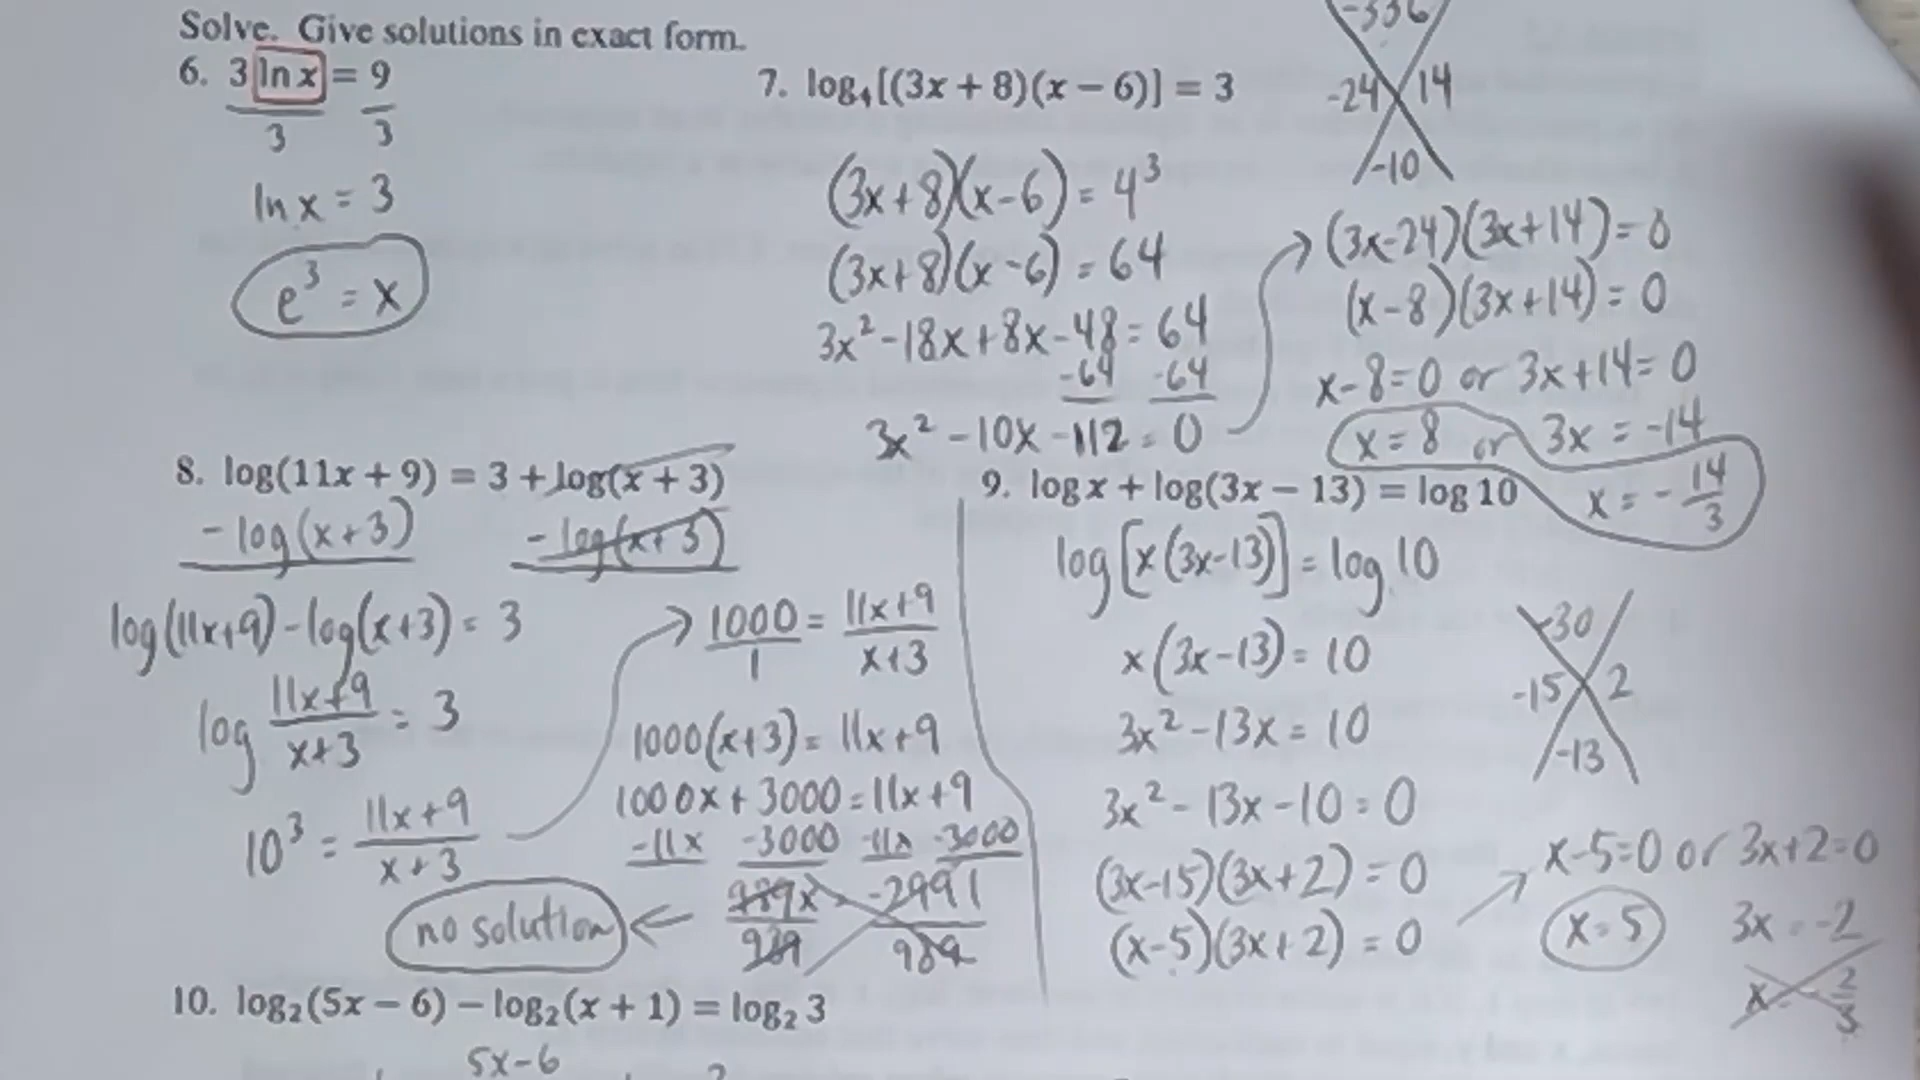 Solve. Give solutions in exact form.
6. 3 ln x = 9
3 3
ln x = 3
e³ = x
7. log₄[(3x + 8)(x − 6)] = 3
(3x+8)(x-6) = 4³
(3x+8)(x-6) = 64
3x² -18x+8x-48 = 64
-64 -64
3x² -10x -112 = 0
-336
-24 14
-10
(3x-24)(3x+14) = 0
(x-8)(3x+14) = 0
x-8=0 or 3x+14=0
x = 8 or 3x = -14
x = -14/3
8. log(11x + 9) = 3 + log(x + 3)
- log(x+3) - log(x+3)
log(11x+9) - log(x+3) = 3
log (11x+9)/(x+3) = 3
10³ = (11x+9)/(x+3)
1000/1 = (11x+9)/(x+3)
1000(x+3) = 11x+9
1000x + 3000 = 11x+9
-11x -3000 -11x -3000
989x = -2991
989 989
no solution
9. log x + log(3x − 13) = log 10
log[x(3x-13)] = log 10
x(3x-13) = 10
3x² -13x = 10
3x² - 13x - 10 = 0
(3x-15)(3x+2) = 0
(x-5)(3x+2) = 0
-30
-15 2
-13
x-5=0 or 3x+2=0
x = 5 3x = -2
x = -2/3
10. log₂(5x − 6) − log₂(x + 1) = log₂ 3
5x-6